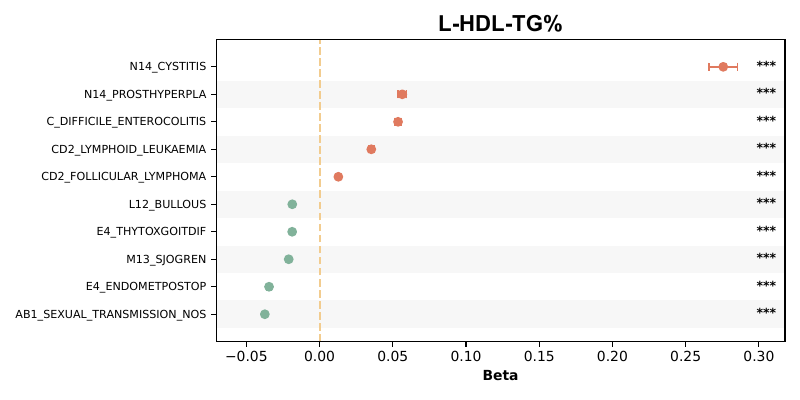 L-HDL-TG%
N14_CYSTITIS ***
N14_PROSTHYPERPLA ***
C_DIFFICILE_ENTEROCOLITIS ***
CD2_LYMPHOID_LEUKAEMIA ***
CD2_FOLLICULAR_LYMPHOMA ***
L12_BULLOUS ***
E4_THYTOXGOITDIF ***
M13_SJOGREN ***
E4_ENDOMETPOSTOP ***
AB1_SEXUAL_TRANSMISSION_NOS ***
−0.05 0.00 0.05 0.10 0.15 0.20 0.25 0.30
Beta